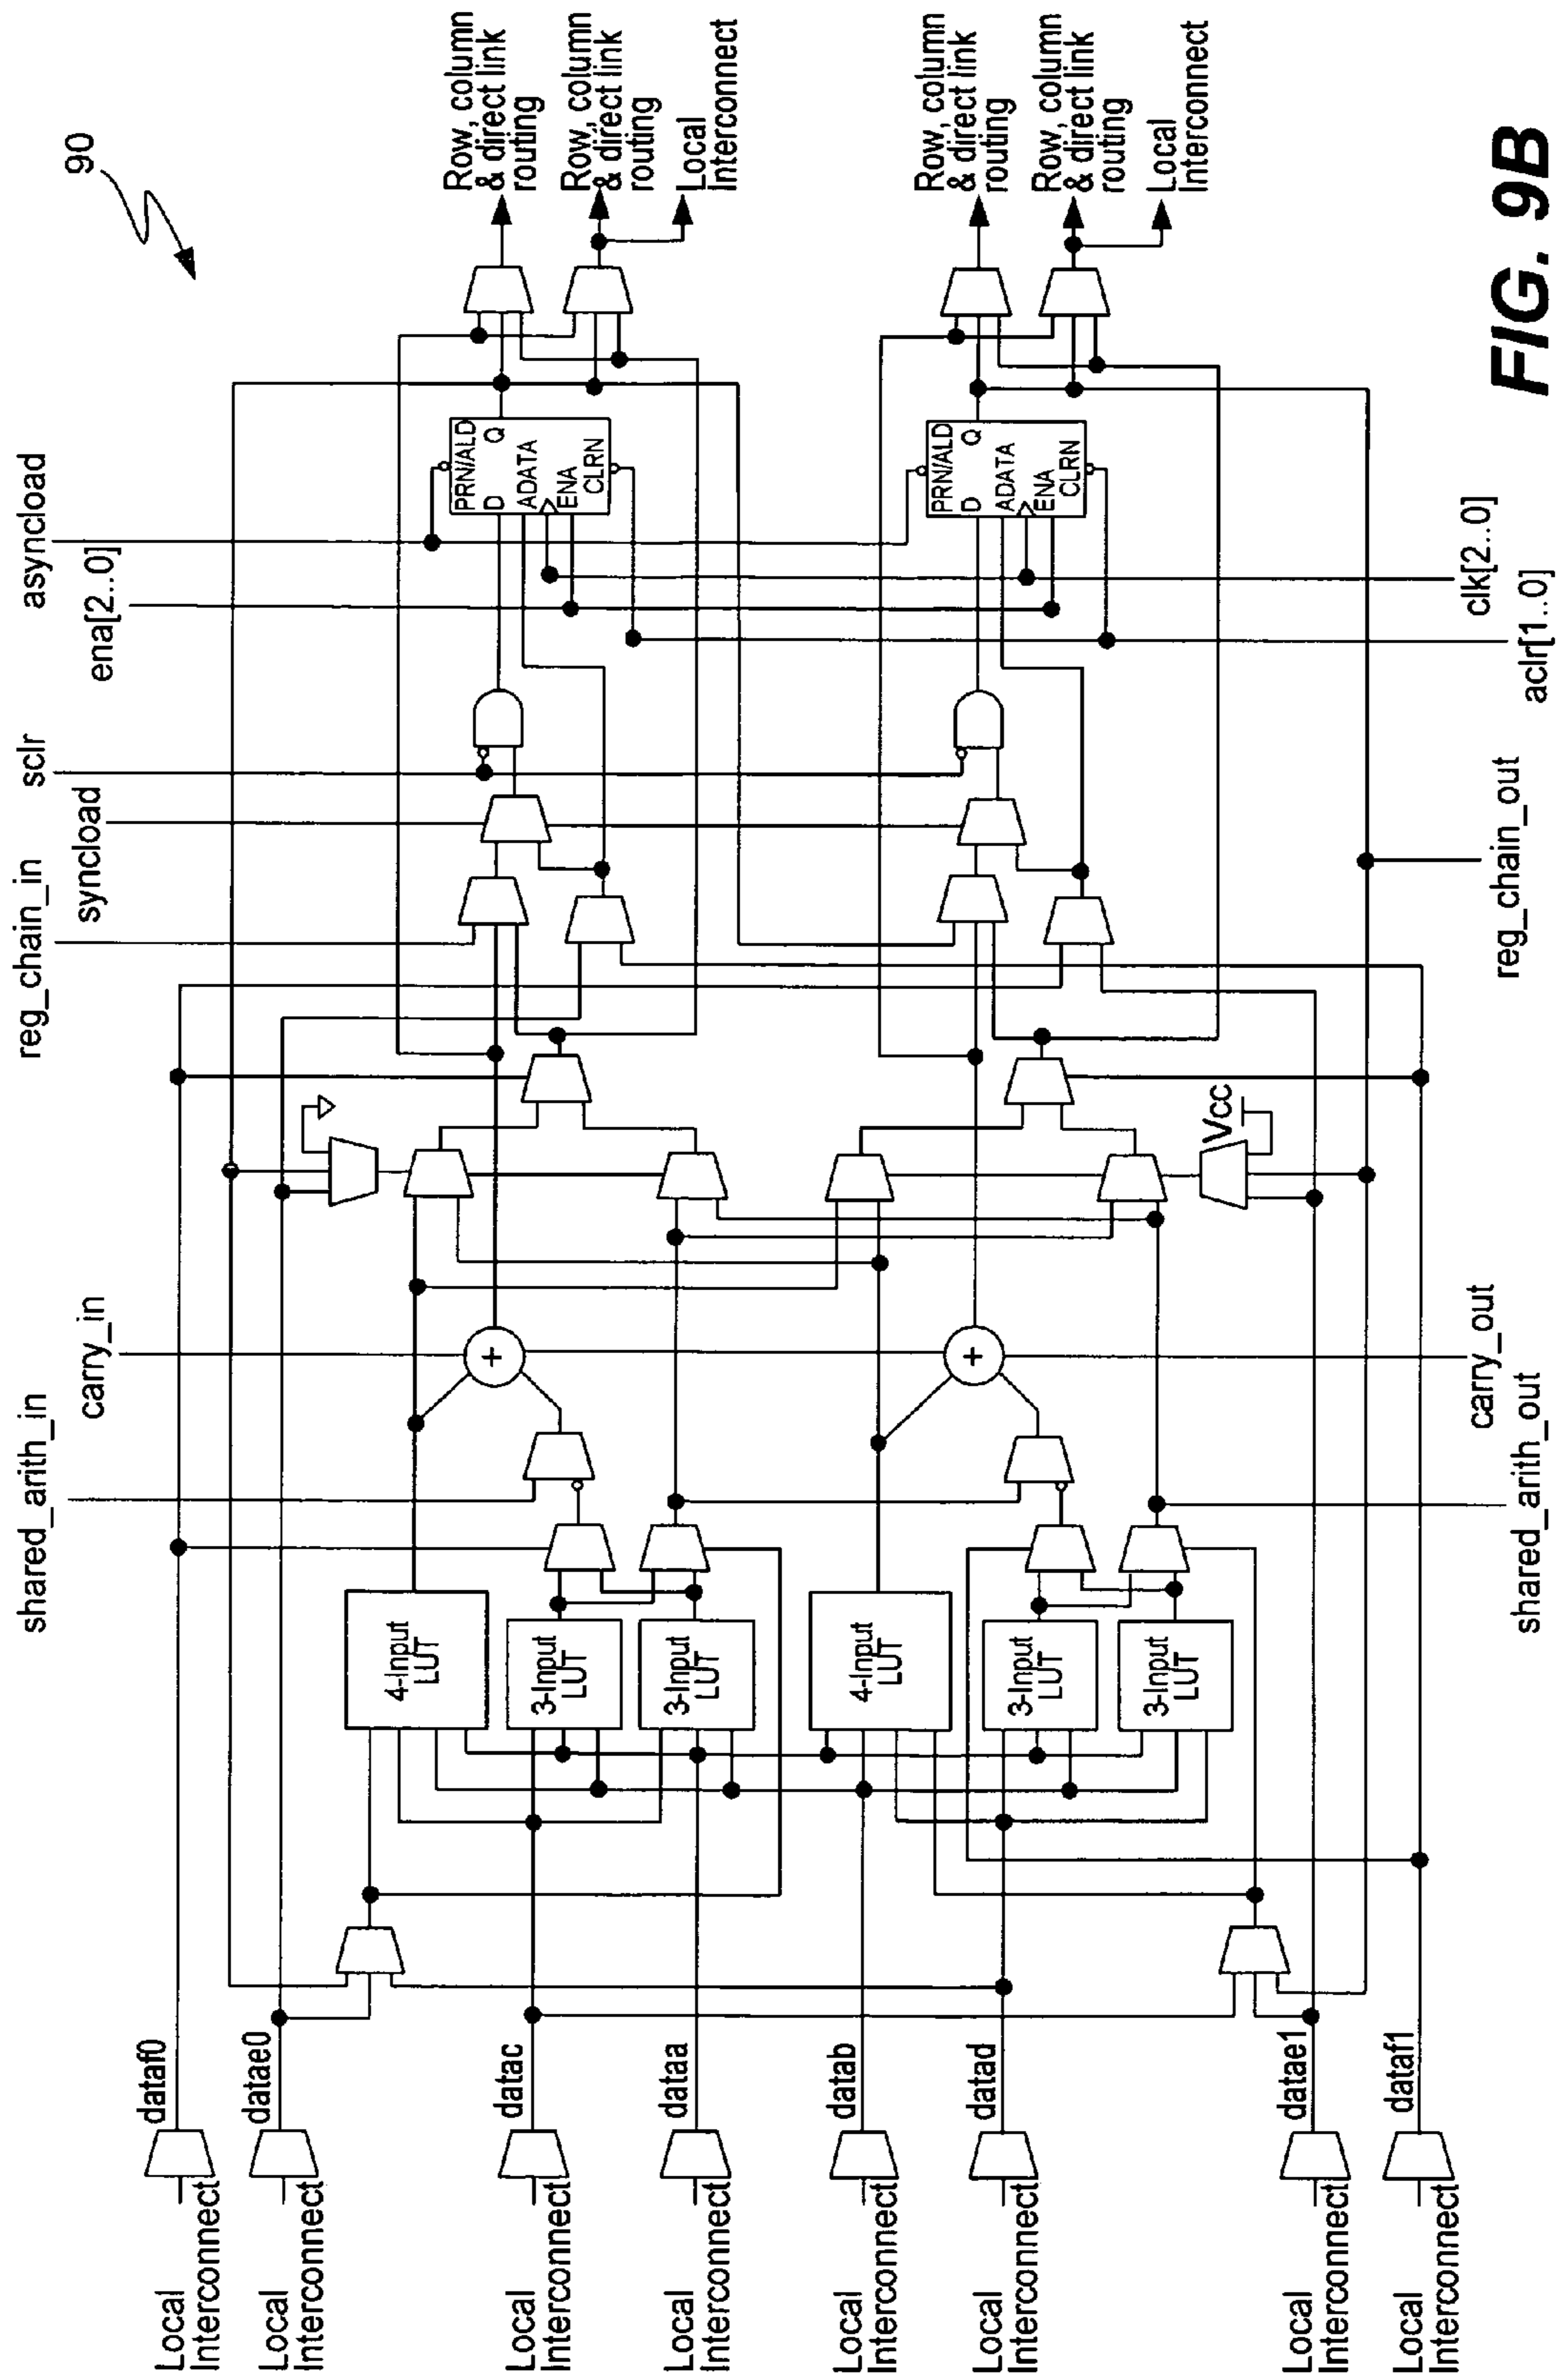 90
asyncload
ena[2..0]
sclr
syncload
reg_chain_in
carry_in
shared_arith_in
Row, column
& direct link
routing
Row, column
& direct link
routing
Local
Interconnect
Row, column
& direct link
routing
Row, column
& direct link
routing
Local
Interconnect
PRN/ALD
D Q
ADATA
ENA
CLRN
PRN/ALD
D Q
ADATA
ENA
CLRN
Vcc
+
+
4-Input
LUT
3-Input
LUT
3-Input
LUT
4-Input
LUT
3-Input
LUT
3-Input
LUT
dataf0
datae0
datac
dataa
datab
datad
datae1
dataf1
Local
Interconnect
Local
Interconnect
Local
Interconnect
Local
Interconnect
Local
Interconnect
Local
Interconnect
Local
Interconnect
Local
Interconnect
clk[2..0]
aclr[1..0]
reg_chain_out
carry_out
shared_arith_out
FIG. 9B